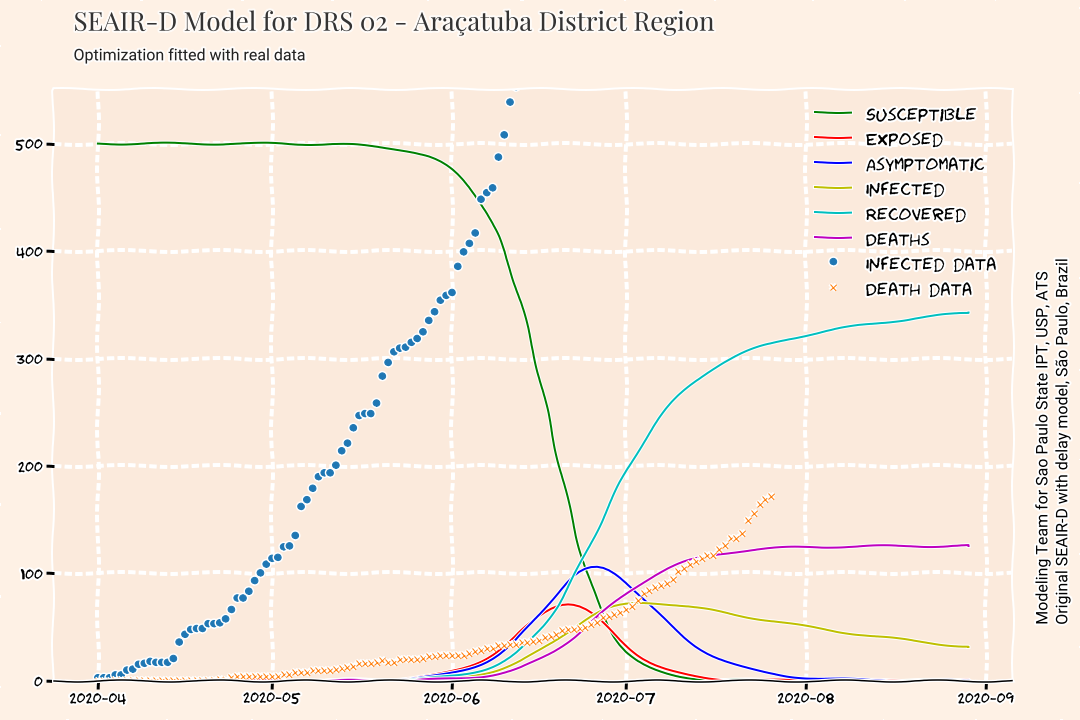 SEAIR-D Model for DRS 02 - Araçatuba District Region
Optimization fitted with real data
SUSCEPTIBLE
EXPOSED
ASYMPTOMATIC
INFECTED
RECOVERED
DEATHS
INFECTED DATA
DEATH DATA
500
400
300
200
100
0
2020-04 2020-05 2020-06 2020-07 2020-08 2020-09
Modeling Team for Sao Paulo State IPT, USP, ATS
Original SEAIR-D with delay model, São Paulo, Brazil